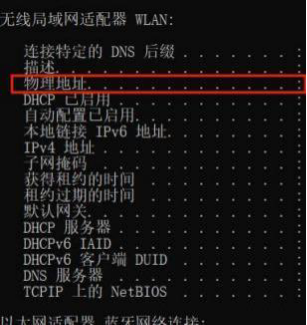 无线局域网适配器 WLAN:
连接特定的 DNS 后缀 . . . . . . . :
描述. . . . . . . . . . . . . . . :
物理地址. . . . . . . . . . . . . :
DHCP 已启用 . . . . . . . . . . . :
自动配置已启用. . . . . . . . . . :
本地链接 IPv6 地址. . . . . . . . :
IPv4 地址 . . . . . . . . . . . . :
子网掩码 . . . . . . . . . . . . :
获得租约的时间 . . . . . . . . . :
租约过期的时间 . . . . . . . . . :
默认网关. . . . . . . . . . . . . :
DHCP 服务器 . . . . . . . . . . . :
DHCPv6 IAID . . . . . . . . . . . :
DHCPv6 客户端 DUID . . . . . . . :
DNS 服务器 . . . . . . . . . . . :
TCPIP 上的 NetBIOS . . . . . . . :
以太网适配器 蓝牙网络连接: